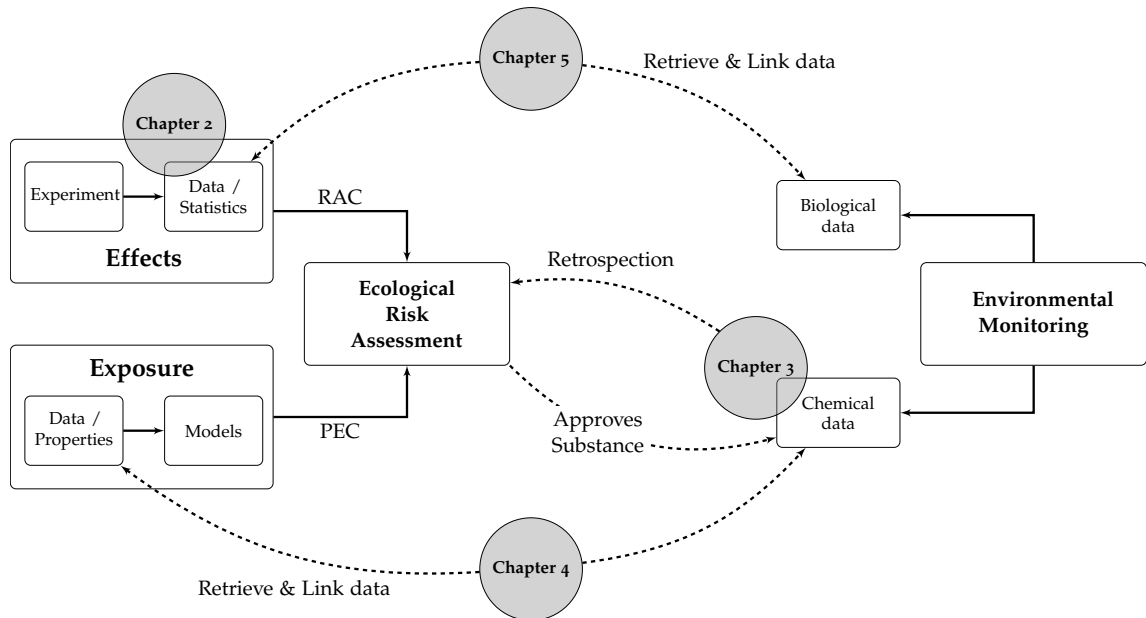 Chapter 5
Retrieve & Link data
Chapter 2
Experiment
Data /
Statistics
Effects
RAC
Biological
data
Retrospection
Ecological
Risk
Assessment
Environmental
Monitoring
Exposure
Data /
Properties
Models
PEC
Chapter 3
Chemical
data
Approves
Substance
Chapter 4
Retrieve & Link data